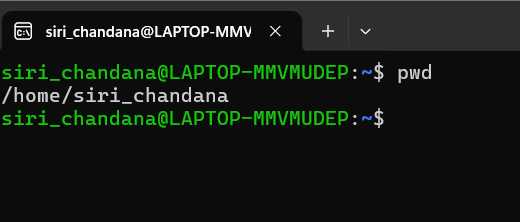 siri_chandana@LAPTOP-MMV
siri_chandana@LAPTOP-MMVMUDEP:~$ pwd
/home/siri_chandana
siri_chandana@LAPTOP-MMVMUDEP:~$